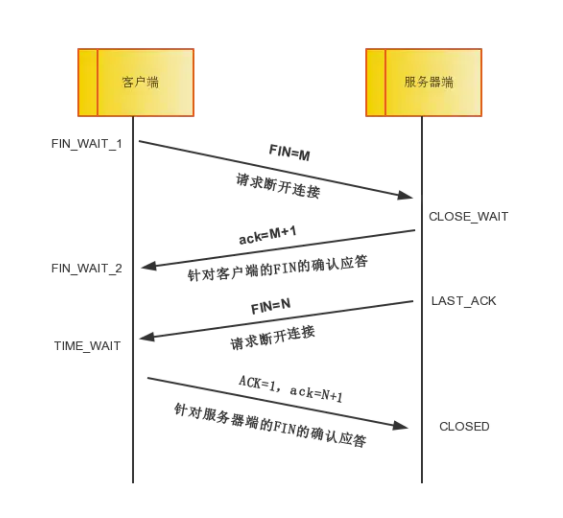 客户端
服务器端
FIN_WAIT_1
FIN=M
请求断开连接
CLOSE_WAIT
ack=M+1
FIN_WAIT_2
针对客户端的FIN的确认应答
LAST_ACK
FIN=N
请求断开连接
TIME_WAIT
ACK=1, ack=N+1
针对服务器端的FIN的确认应答
CLOSED